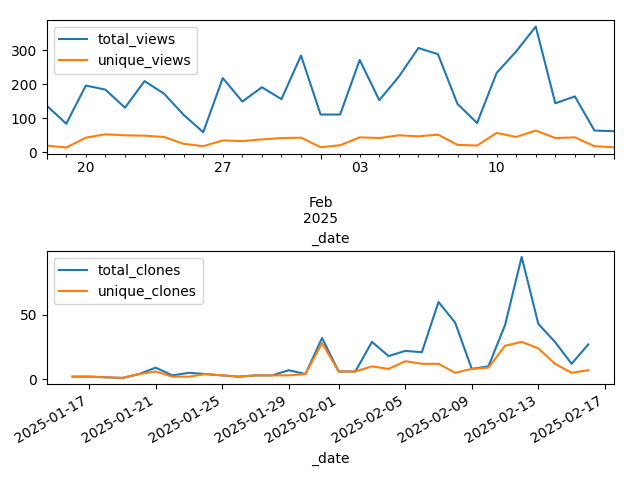 total_views
unique_views
300
200
100
0
20
27
03
10
Feb
2025
_date
total_clones
unique_clones
50
0
2025-01-17
2025-01-21
2025-01-25
2025-01-29
2025-02-01
2025-02-05
2025-02-09
2025-02-13
2025-02-17
_date